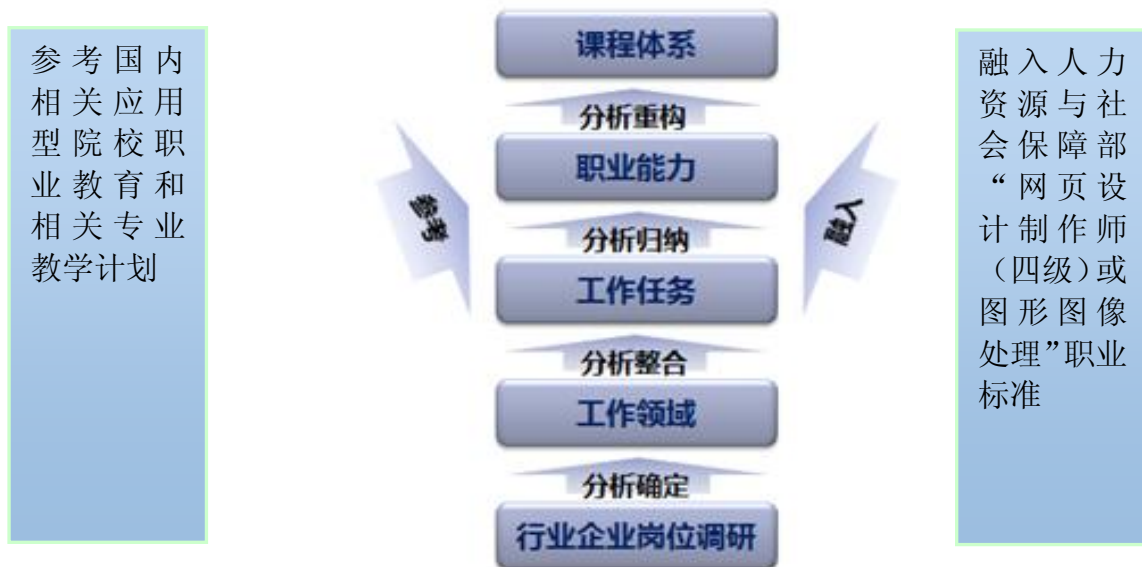 参考国内
相关应用
型院校职
业教育和
相关专业
教学计划
课程体系
分析重构
职业能力
分析归纳
工作任务
分析整合
工作领域
分析确定
行业企业岗位调研
参考
融入
融入人力
资源与社
会保障部
“网页设
计制作师
（四级）或
图形图像
处理”职业
标准